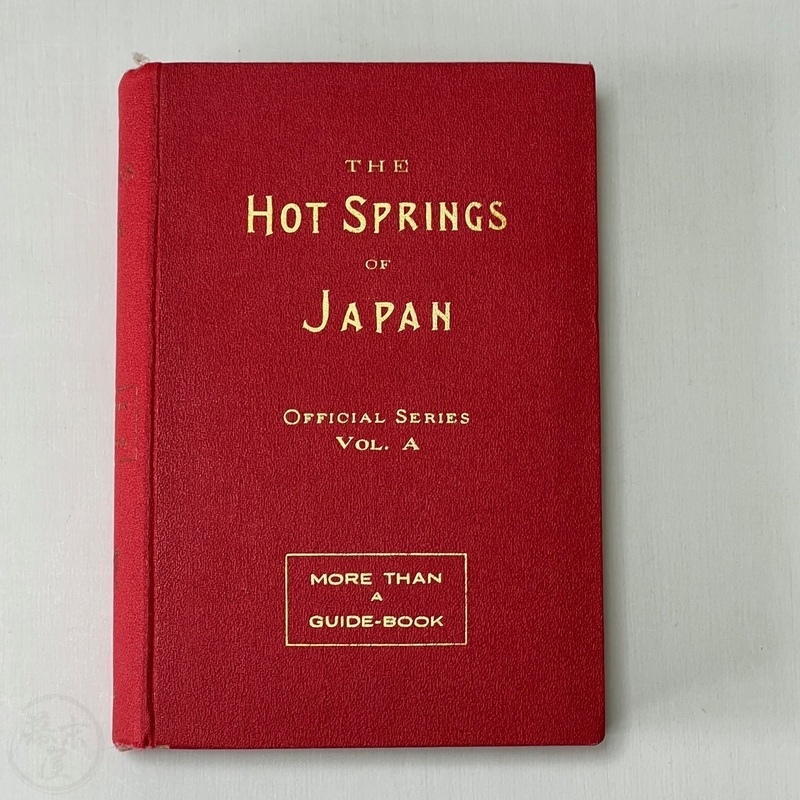 THE
HOT SPRINGS
OF
JAPAN
OFFICIAL SERIES
VOL. A
MORE THAN
A
GUIDE-BOOK